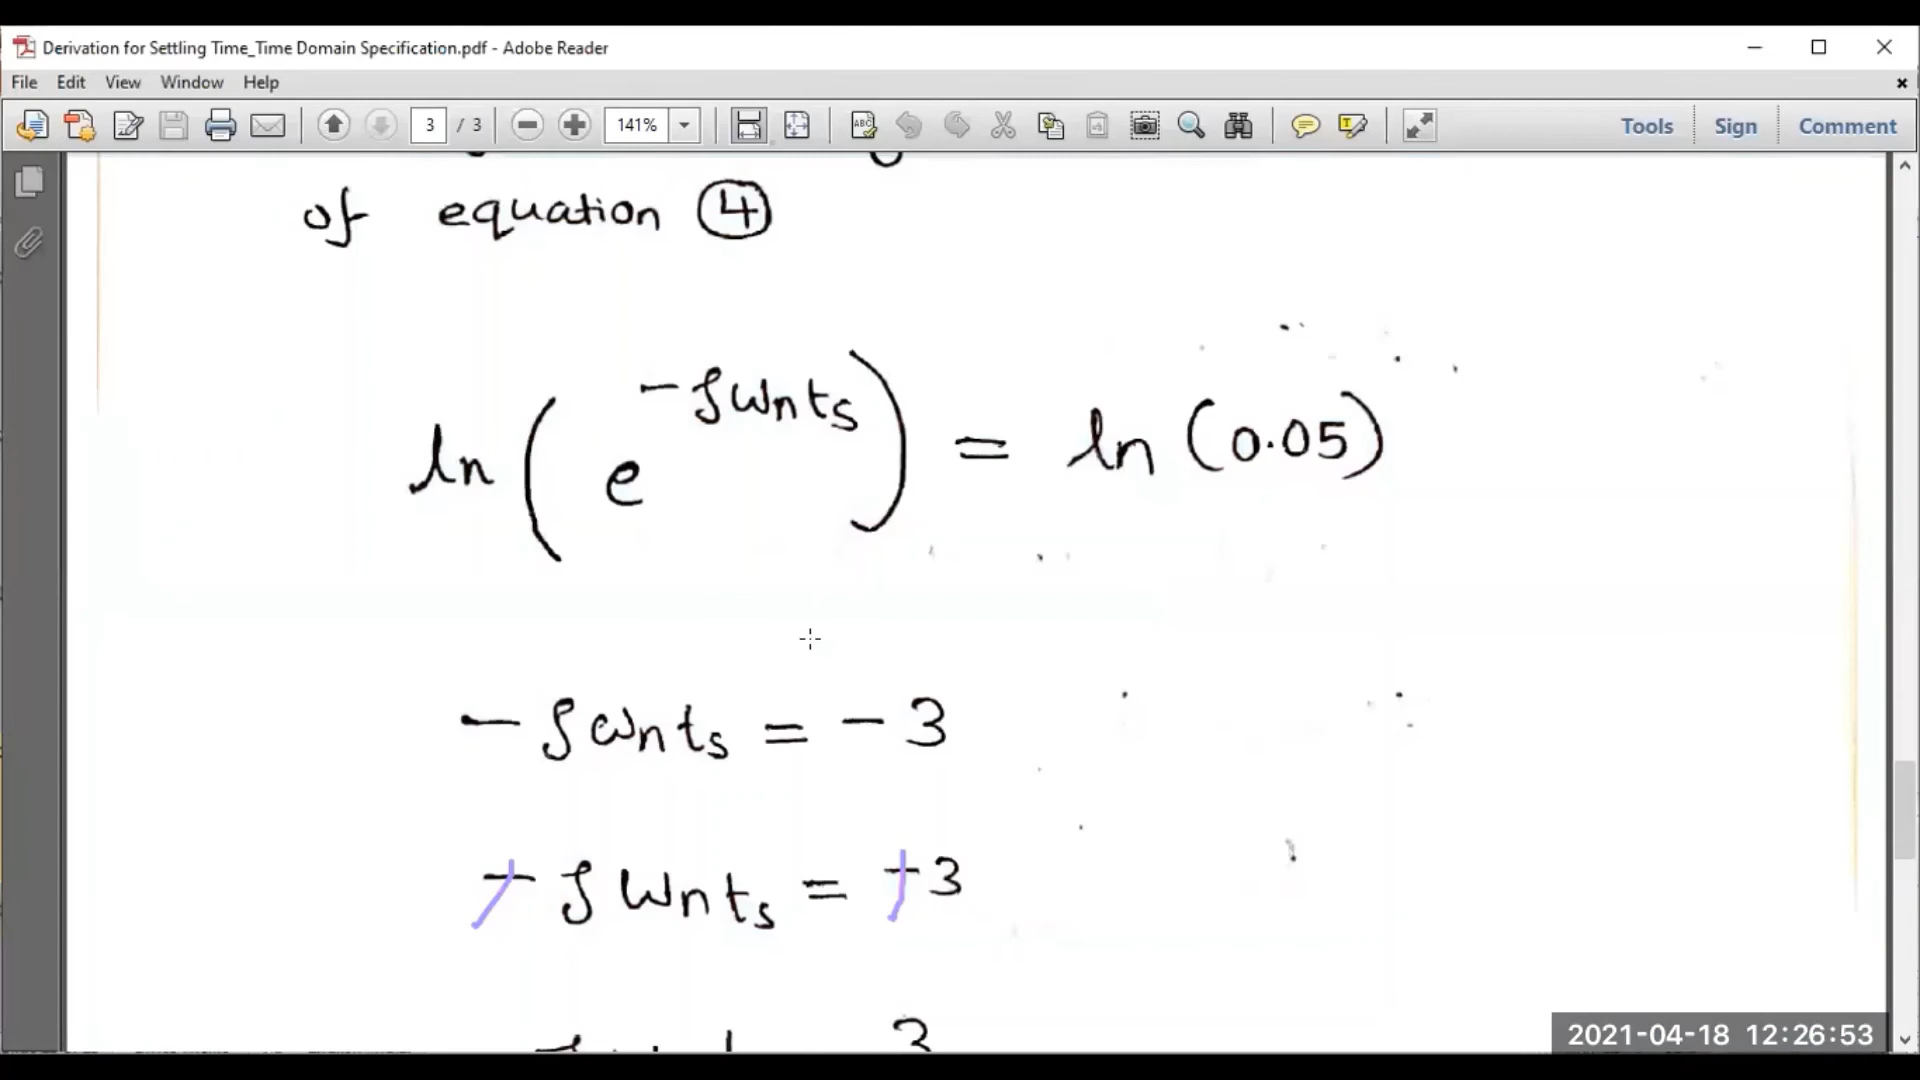 Derivation for Settling Time_Time Domain Specification.pdf - Adobe Reader
File Edit View Window Help
3 / 3 141% Tools Sign Comment
of equation ④
ln(e^{-ζωnts}) = ln(0.05)
-ζωnts = -3
-ζωnts = -3
3
2021-04-18 12:26:53